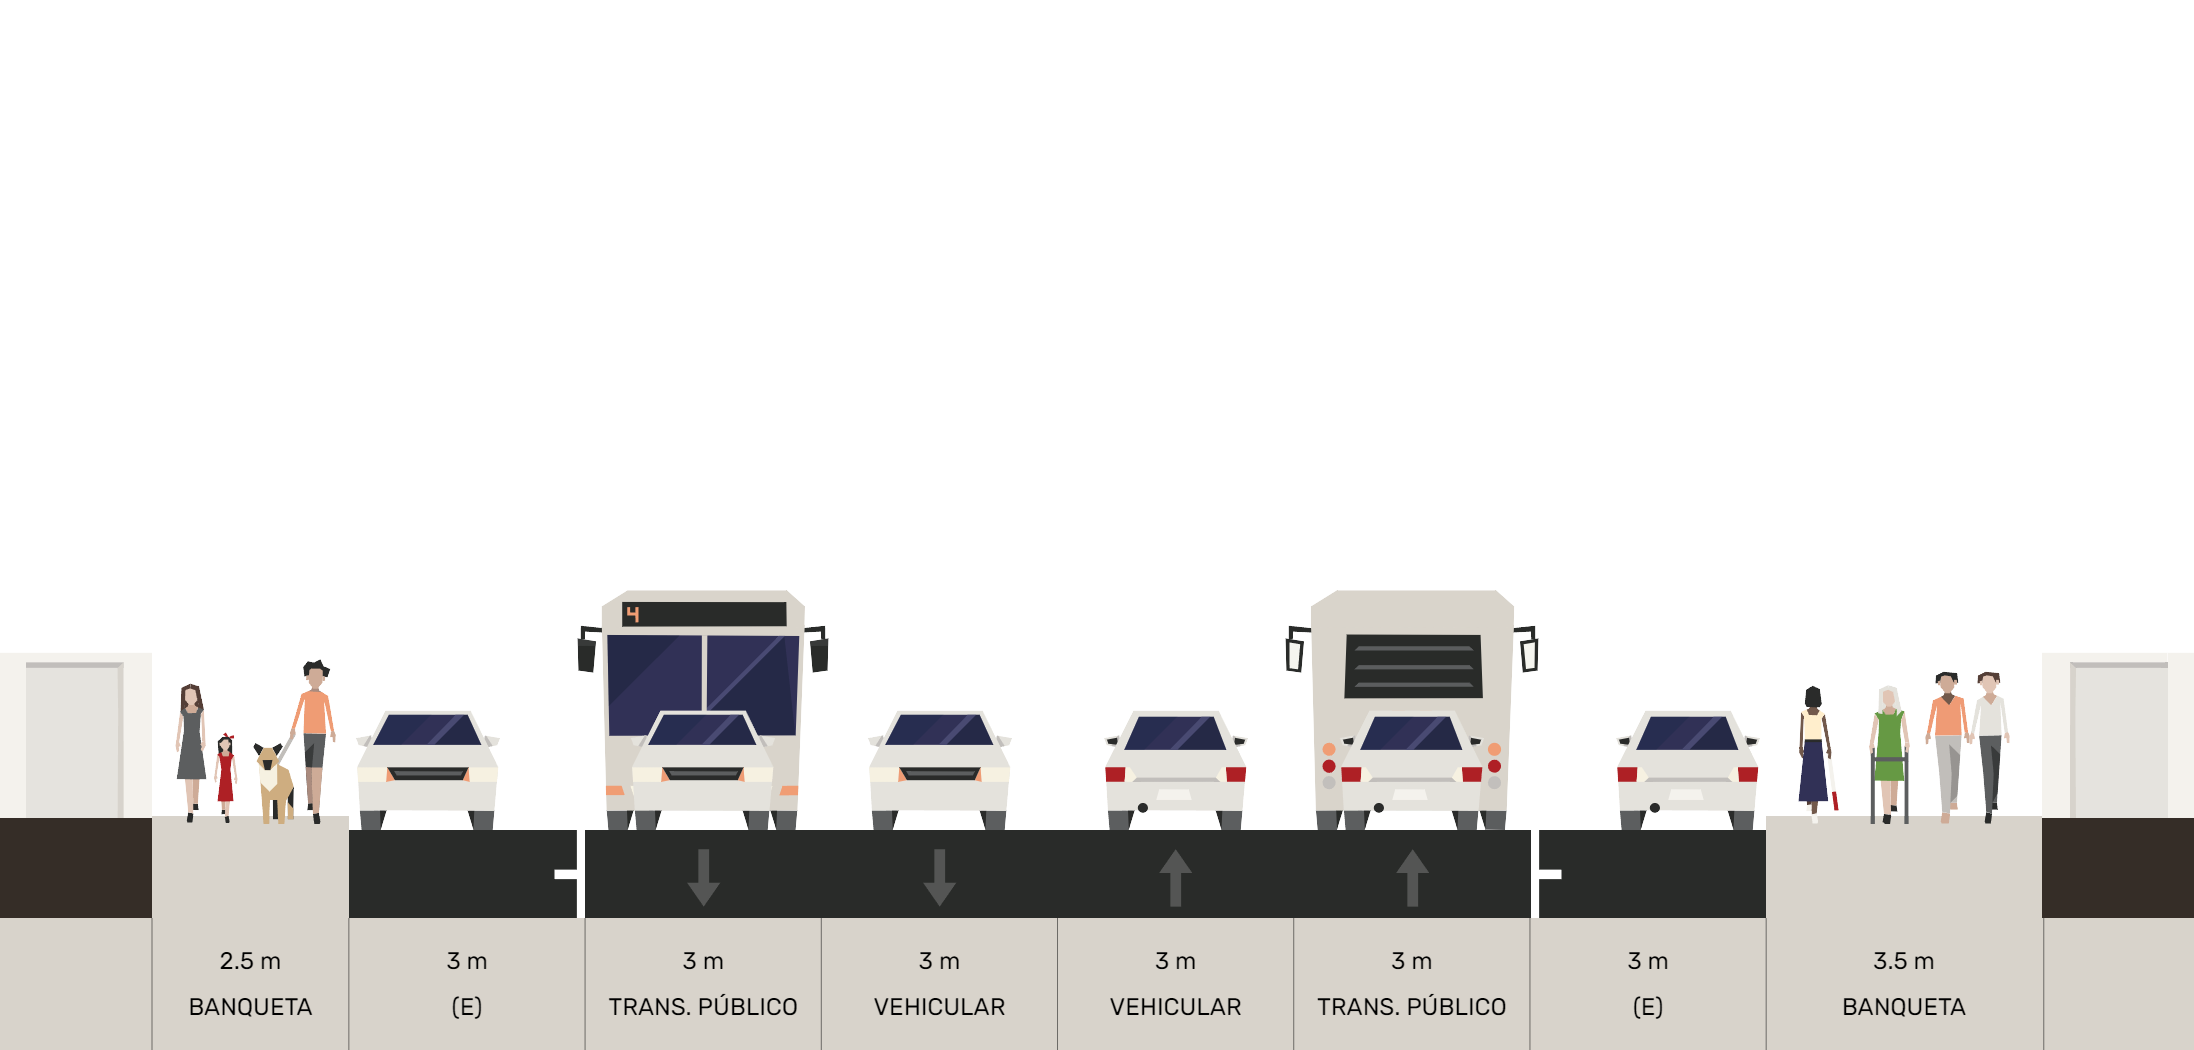 4
2.5 m 3 m 3 m 3 m 3 m 3 m 3 m 3.5 m
BANQUETA (E) TRANS. PÚBLICO VEHICULAR VEHICULAR TRANS. PÚBLICO (E) BANQUETA